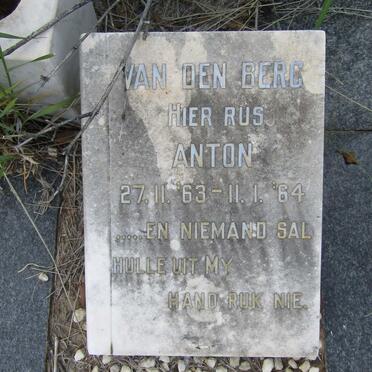 VAN DEN BERG
HIER RUS
ANTON
27.11.'63 – 11.1.'64
.....EN NIEMAND SAL
HULLE UIT MY
HAND RUK NIE.